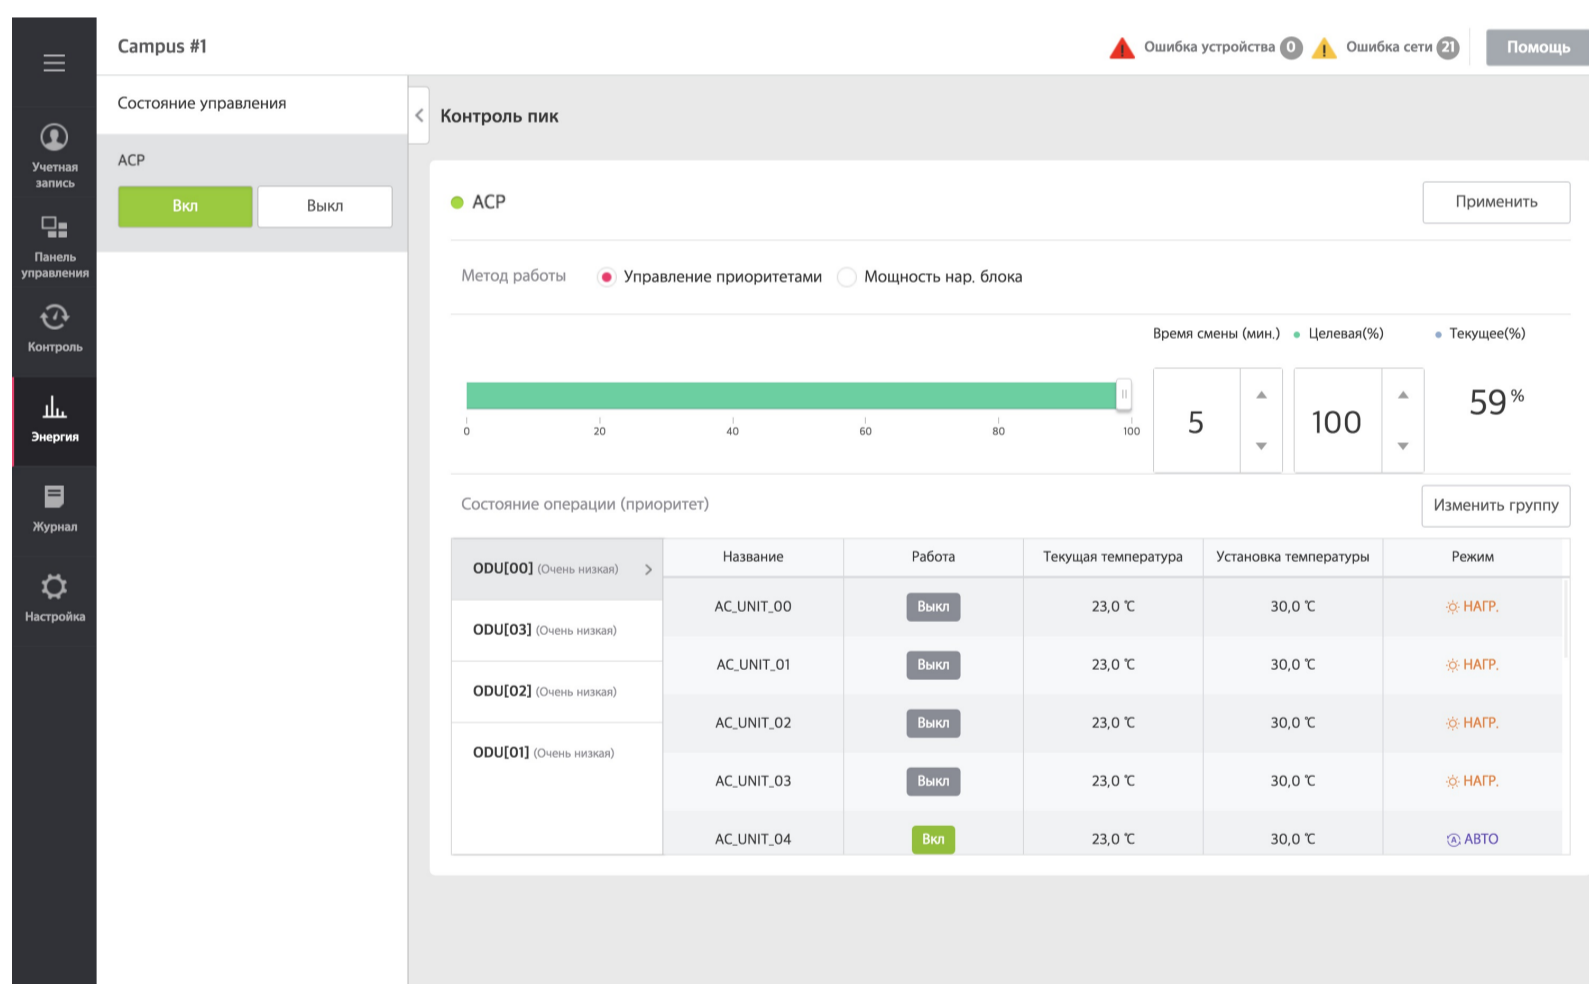 Campus #1
Ошибка устройства 0 Ошибка сети 21 Помощь
Учетная запись
Панель управления
Контроль
Энергия
Журнал
Настройка
Состояние управления
ACP
Вкл Выкл
Контроль пик
ACP Применить
Метод работы Управление приоритетами Мощность нар. блока
Время смены (мин.) Целевая(%) Текущее(%)
5 100 59 %
0 20 40 60 80 100
Состояние операции (приоритет) Изменить группу
ODU[00] (Очень низкая)
ODU[03] (Очень низкая)
ODU[02] (Очень низкая)
ODU[01] (Очень низкая)
Название Работа Текущая температура Установка температуры Режим
AC_UNIT_00 Выкл 23,0 ℃ 30,0 ℃ НАГР.
AC_UNIT_01 Выкл 23,0 ℃ 30,0 ℃ НАГР.
AC_UNIT_02 Выкл 23,0 ℃ 30,0 ℃ НАГР.
AC_UNIT_03 Выкл 23,0 ℃ 30,0 ℃ НАГР.
AC_UNIT_04 Вкл 23,0 ℃ 30,0 ℃ АВТО